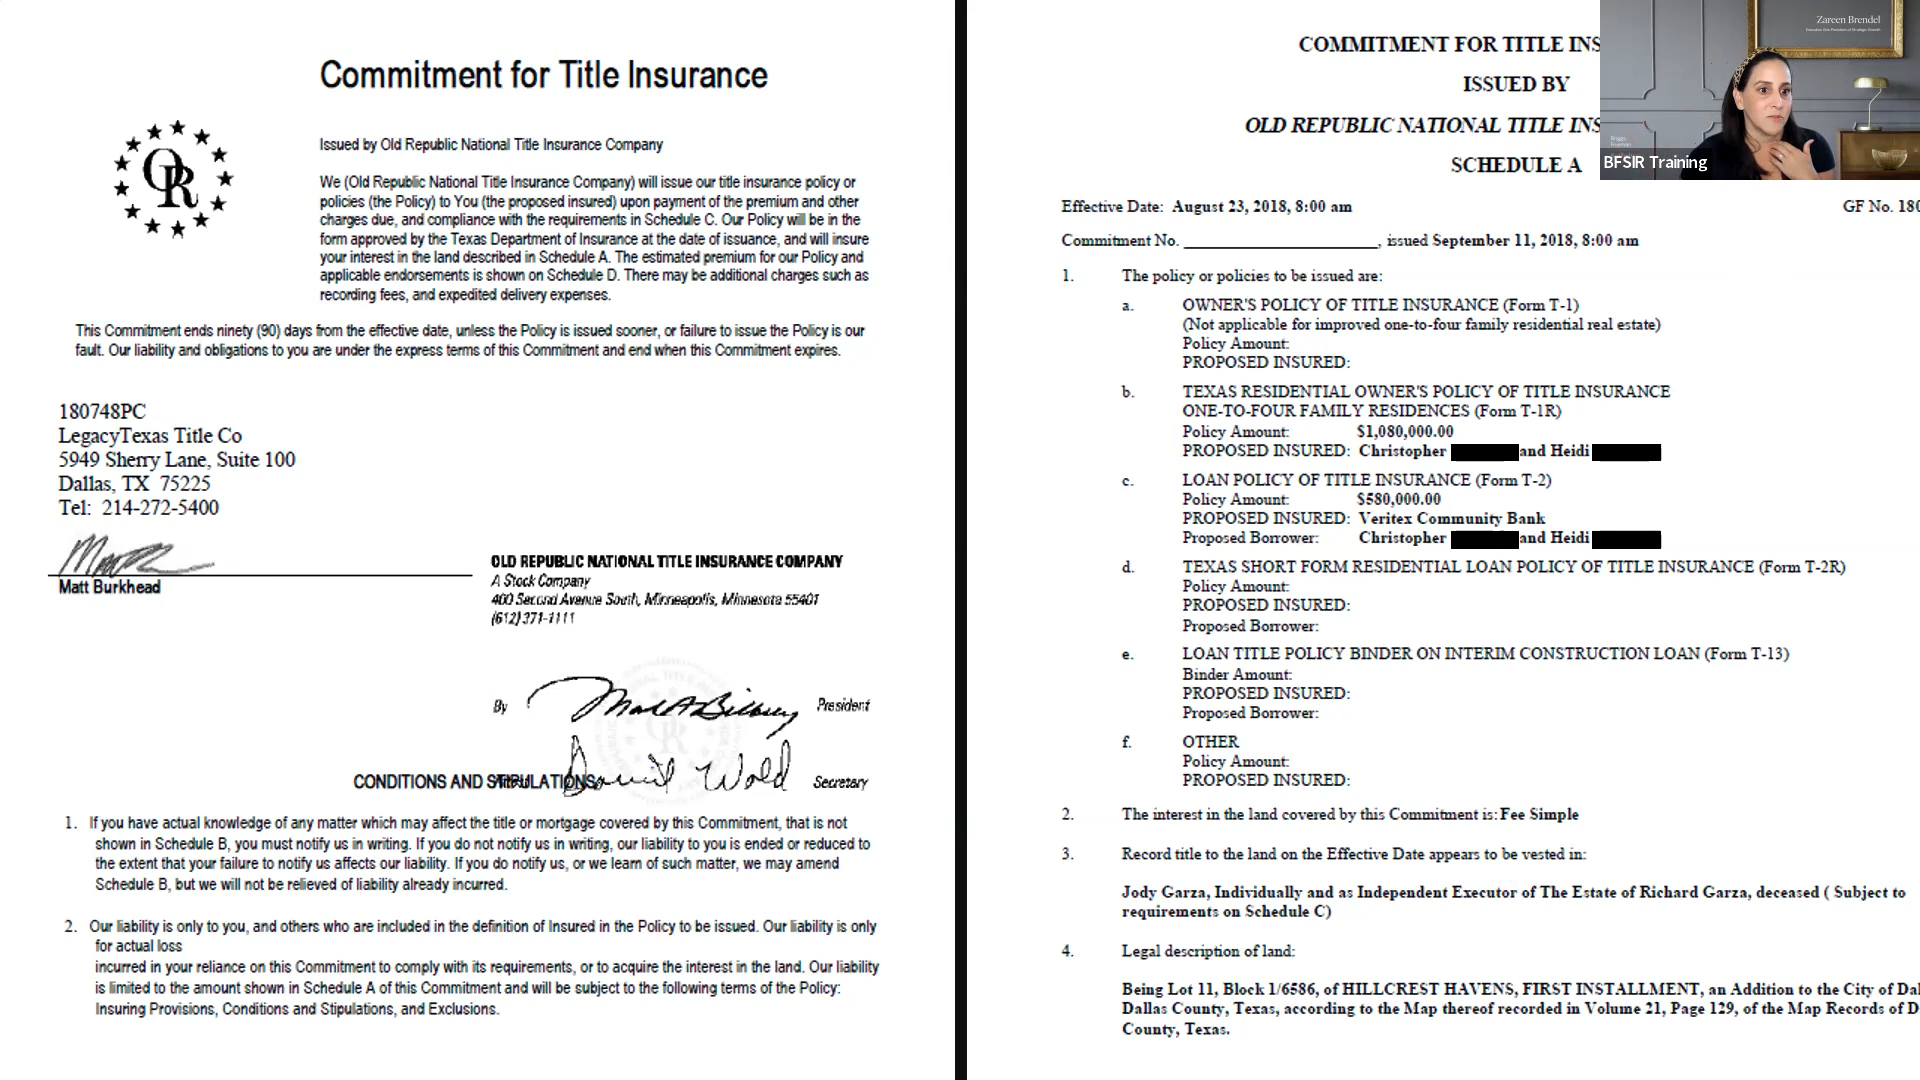 Commitment for Title Insurance
OR
Issued by Old Republic National Title Insurance Company
We (Old Republic National Title Insurance Company) will issue our title insurance policy or
policies (the Policy) to You (the proposed insured) upon payment of the premium and other
charges due, and compliance with the requirements in Schedule C. Our Policy will be in the
form approved by the Texas Department of Insurance at the date of issuance, and will insure
your interest in the land described in Schedule A. The estimated premium for our Policy and
applicable endorsements is shown on Schedule D. There may be additional charges such as
recording fees, and expedited delivery expenses.
This Commitment ends ninety (90) days from the effective date, unless the Policy is issued sooner, or failure to issue the Policy is our
fault. Our liability and obligations to you are under the express terms of this Commitment and end when this Commitment expires.
180748PC
LegacyTexas Title Co
5949 Sherry Lane, Suite 100
Dallas, TX 75225
Tel: 214-272-5400
Matt Burkhead
OLD REPUBLIC NATIONAL TITLE INSURANCE COMPANY
A Stock Company
400 Second Avenue South, Minneapolis, Minnesota 55401
(612) 371-1111
By President
CONDITIONS AND STIPULATIONS Secretary
1. If you have actual knowledge of any matter which may affect the title or mortgage covered by this Commitment, that is not
shown in Schedule B, you must notify us in writing. If you do not notify us in writing, our liability to you is ended or reduced to
the extent that your failure to notify us affects our liability. If you do notify us, or we learn of such matter, we may amend
Schedule B, but we will not be relieved of liability already incurred.
2. Our liability is only to you, and others who are included in the definition of Insured in the Policy to be issued. Our liability is only
for actual loss
incurred in your reliance on this Commitment to comply with its requirements, or to acquire the interest in the land. Our liability
is limited to the amount shown in Schedule A of this Commitment and will be subject to the following terms of the Policy:
Insuring Provisions, Conditions and Stipulations, and Exclusions.
COMMITMENT FOR TITLE INS
ISSUED BY
OLD REPUBLIC NATIONAL TITLE INS
SCHEDULE A
Effective Date: August 23, 2018, 8:00 am GF No. 180
Commitment No. ____________________, issued September 11, 2018, 8:00 am
1. The policy or policies to be issued are:
a. OWNER'S POLICY OF TITLE INSURANCE (Form T-1)
(Not applicable for improved one-to-four family residential real estate)
Policy Amount:
PROPOSED INSURED:
b. TEXAS RESIDENTIAL OWNER'S POLICY OF TITLE INSURANCE
ONE-TO-FOUR FAMILY RESIDENCES (Form T-1R)
Policy Amount: $1,080,000.00
PROPOSED INSURED: Christopher and Heidi
c. LOAN POLICY OF TITLE INSURANCE (Form T-2)
Policy Amount: $580,000.00
PROPOSED INSURED: Veritex Community Bank
Proposed Borrower: Christopher and Heidi
d. TEXAS SHORT FORM RESIDENTIAL LOAN POLICY OF TITLE INSURANCE (Form T-2R)
Policy Amount:
PROPOSED INSURED:
Proposed Borrower:
e. LOAN TITLE POLICY BINDER ON INTERIM CONSTRUCTION LOAN (Form T-13)
Binder Amount:
PROPOSED INSURED:
Proposed Borrower:
f. OTHER
Policy Amount:
PROPOSED INSURED:
2. The interest in the land covered by this Commitment is: Fee Simple
3. Record title to the land on the Effective Date appears to be vested in:
Jody Garza, Individually and as Independent Executor of The Estate of Richard Garza, deceased ( Subject to
requirements on Schedule C)
4. Legal description of land:
Being Lot 11, Block 1/6586, of HILLCREST HAVENS, FIRST INSTALLMENT, an Addition to the City of Dal
Dallas County, Texas, according to the Map thereof recorded in Volume 21, Page 129, of the Map Records of D
County, Texas.
Zareen Brendel
Executive Vice President of Strategic Growth
BFSIR Training